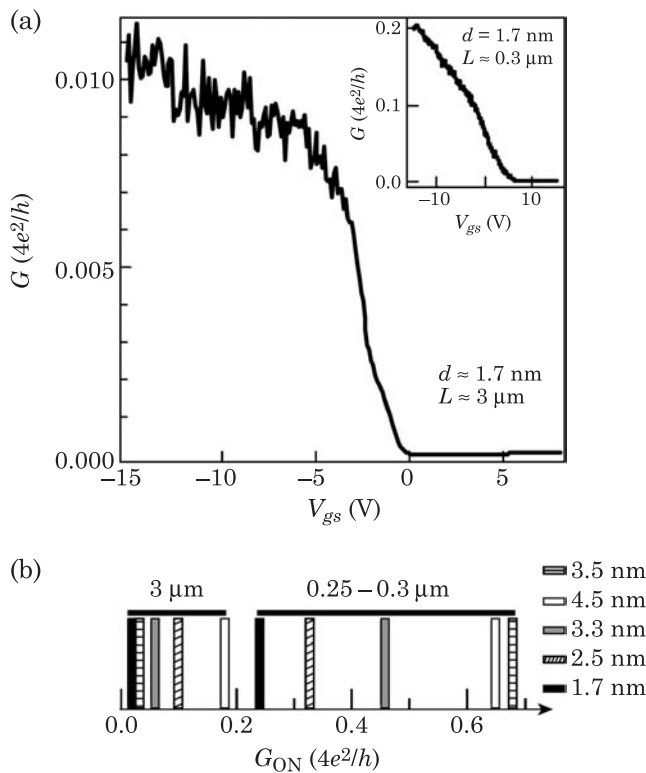 (a)
G (4e²/h)
0.010
0.005
0.000
−15
−10
−5
0
5
V_gs (V)
d ≈ 1.7 nm
L ≈ 3 μm
G (4e²/h)
0.2
0.1
0.0
−10
0
10
V_gs (V)
d = 1.7 nm
L ≈ 0.3 μm
(b)
3 μm
0.25 – 0.3 μm
0.0
0.2
0.4
0.6
G_ON (4e²/h)
3.5 nm
4.5 nm
3.3 nm
2.5 nm
1.7 nm